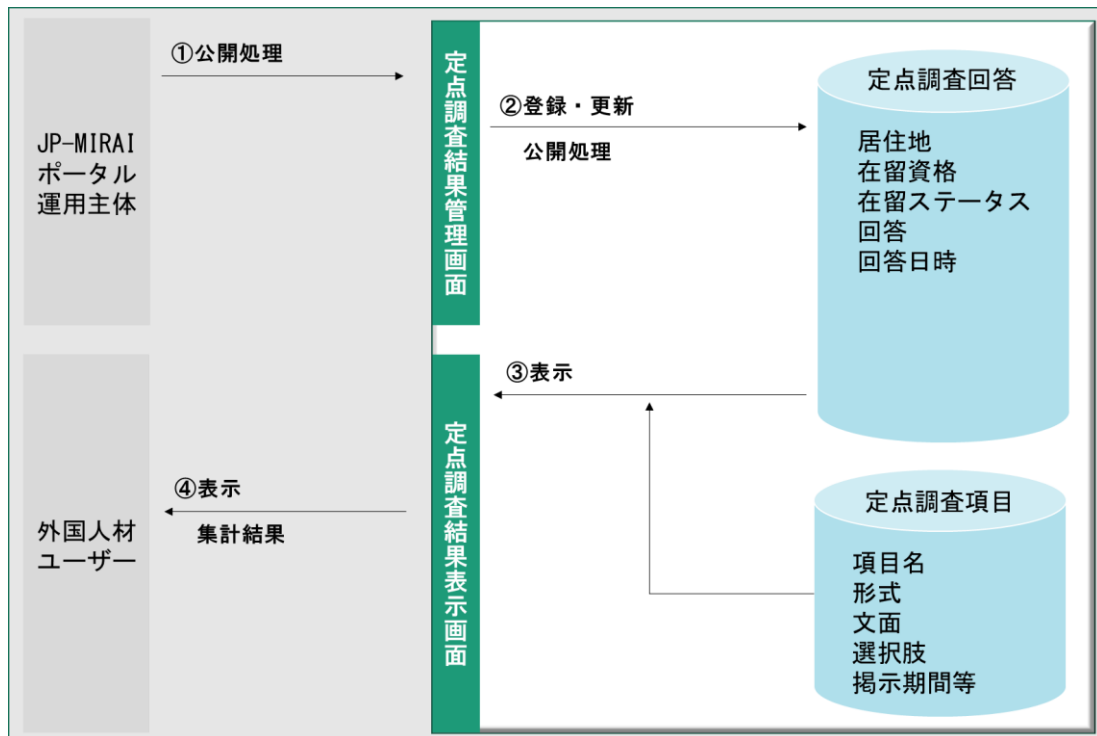 JP-MIRAI
ポータル
運用主体
①公開処理
定点調査結果管理画面
②登録・更新
公開処理
定点調査回答
居住地
在留資格
在留ステータス
回答
回答日時
③表示
外国人材
ユーザー
④表示
集計結果
定点調査結果表示画面
定点調査項目
項目名
形式
文面
選択肢
掲示期間等